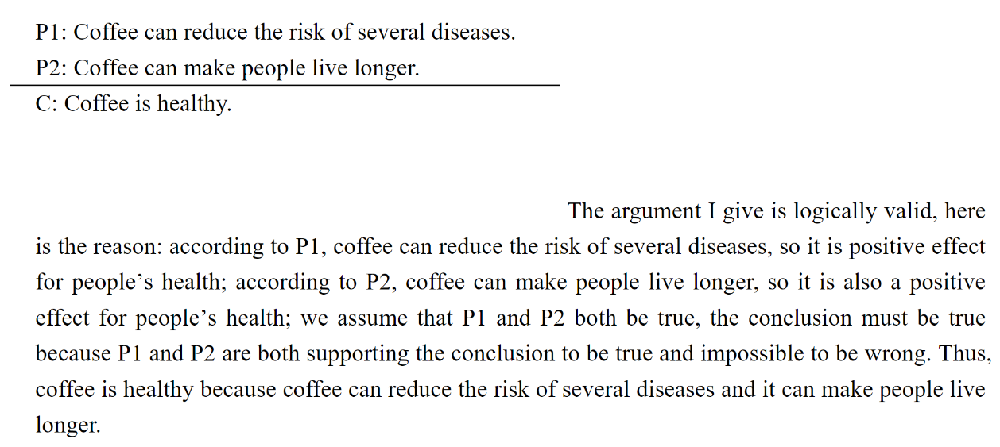 P1: Coffee can reduce the risk of several diseases.
P2: Coffee can make people live longer.
C: Coffee is healthy.
The argument I give is logically valid, here
is the reason: according to P1, coffee can reduce the risk of several diseases, so it is positive effect
for people’s health; according to P2, coffee can make people live longer, so it is also a positive
effect for people’s health; we assume that P1 and P2 both be true, the conclusion must be true
because P1 and P2 are both supporting the conclusion to be true and impossible to be wrong. Thus,
coffee is healthy because coffee can reduce the risk of several diseases and it can make people live
longer.